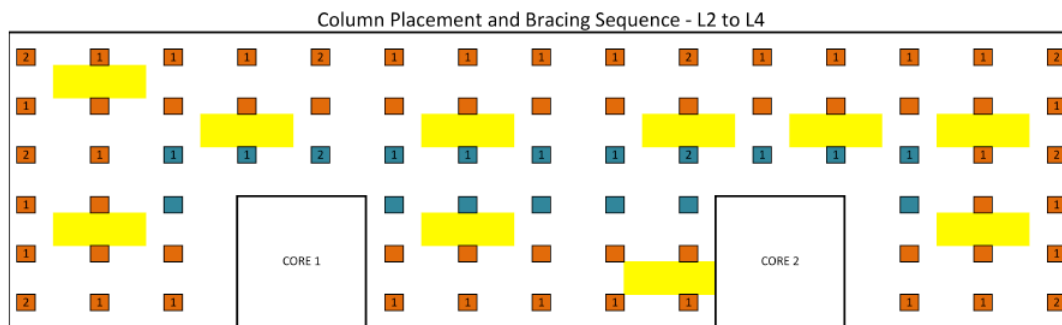 Column Placement and Bracing Sequence - L2 to L4
2 1 1 1 2 1 1 1 1 2 1 1 1 1 2
1 1
2 1 1 1 2 1 1 1 1 2 1 1 1 1 2
1 1
1 CORE 1 CORE 2 1
2 1 1 1 1 1 1 1 1 1 2